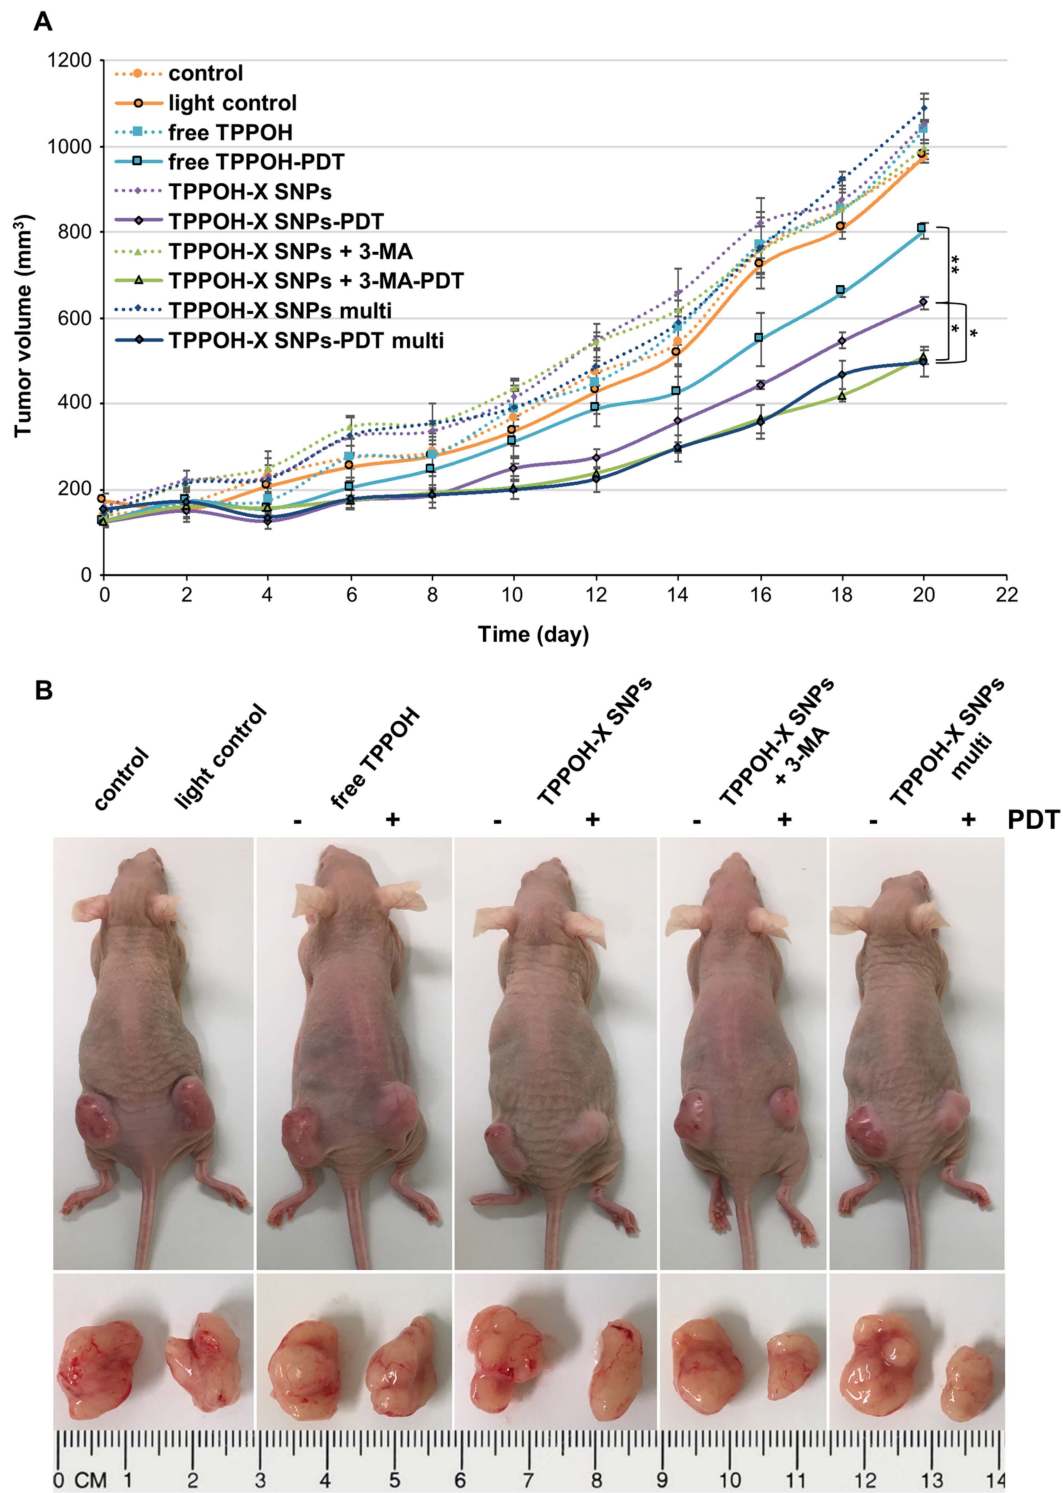 A
1200
1000
800
600
400
200
0
Tumor volume (mm³)
control
light control
free TPPOH
free TPPOH-PDT
TPPOH-X SNPs
TPPOH-X SNPs-PDT
TPPOH-X SNPs + 3-MA
TPPOH-X SNPs + 3-MA-PDT
TPPOH-X SNPs multi
TPPOH-X SNPs-PDT multi
**
*
*
0 2 4 6 8 10 12 14 16 18 20 22
Time (day)
B
control
light control
free TPPOH
TPPOH-X SNPs
TPPOH-X SNPs
+ 3-MA
TPPOH-X SNPs
multi
- + - + - + - + PDT
0 CM 1 2 3 4 5 6 7 8 9 10 11 12 13 14